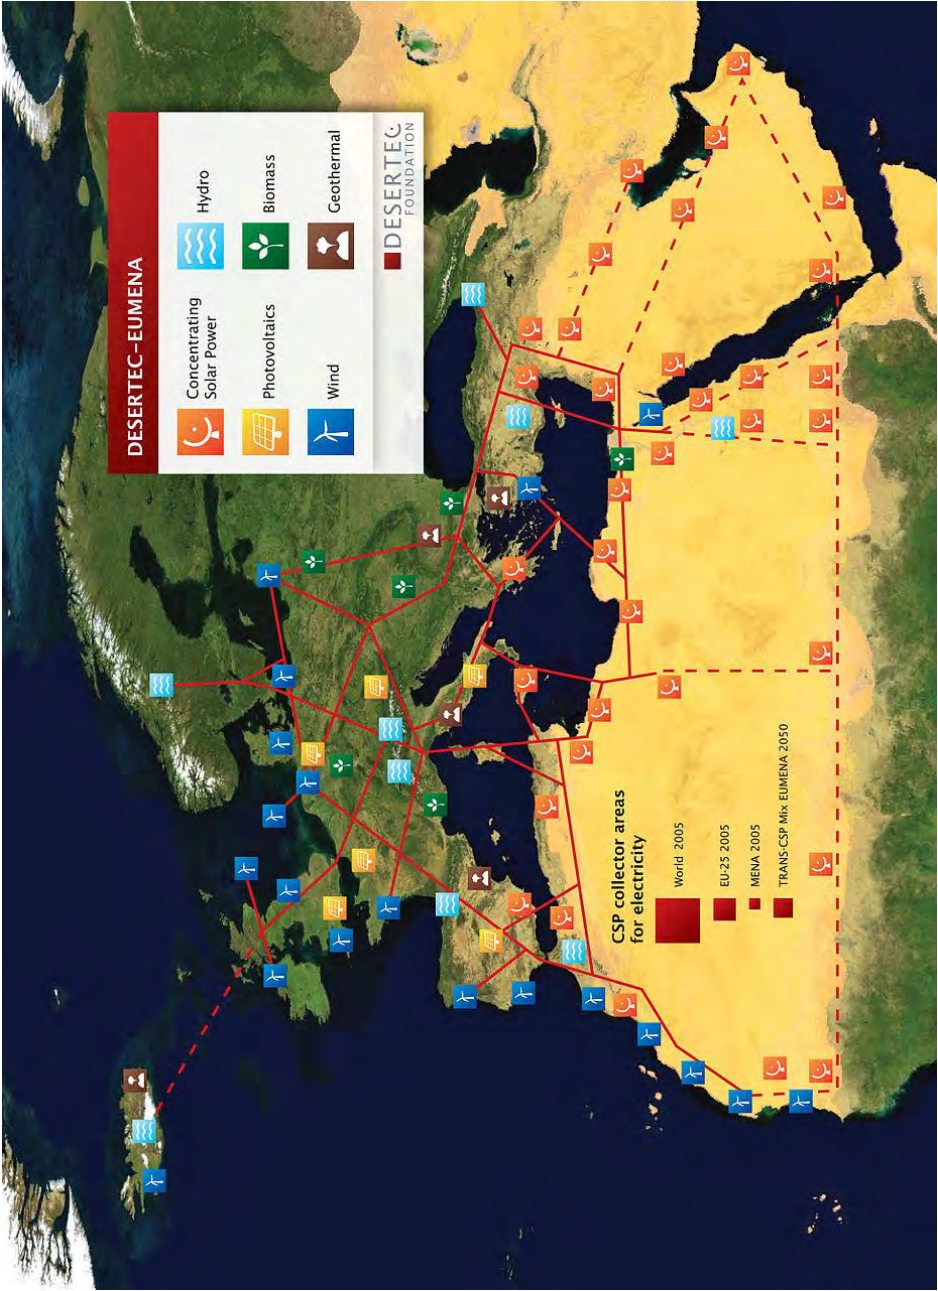 DESERTEC–EUMENA
Concentrating
Solar Power
Photovoltaics
Wind
Hydro
Biomass
Geothermal
DESERTEC
FOUNDATION
CSP collector areas
for electricity
World 2005
EU-25 2005
MENA 2005
TRANS-CSP Mix EUMENA 2050